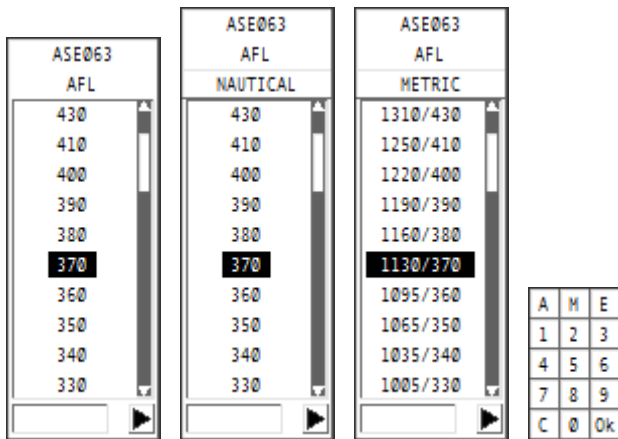 ASE063
AFL
430
410
400
390
380
370
360
350
340
330
ASE063
AFL
NAUTICAL
430
410
400
390
380
370
360
350
340
330
ASE063
AFL
METRIC
1310/430
1250/410
1220/400
1190/390
1160/380
1130/370
1095/360
1065/350
1035/340
1005/330
A M E
1 2 3
4 5 6
7 8 9
C 0 Ok